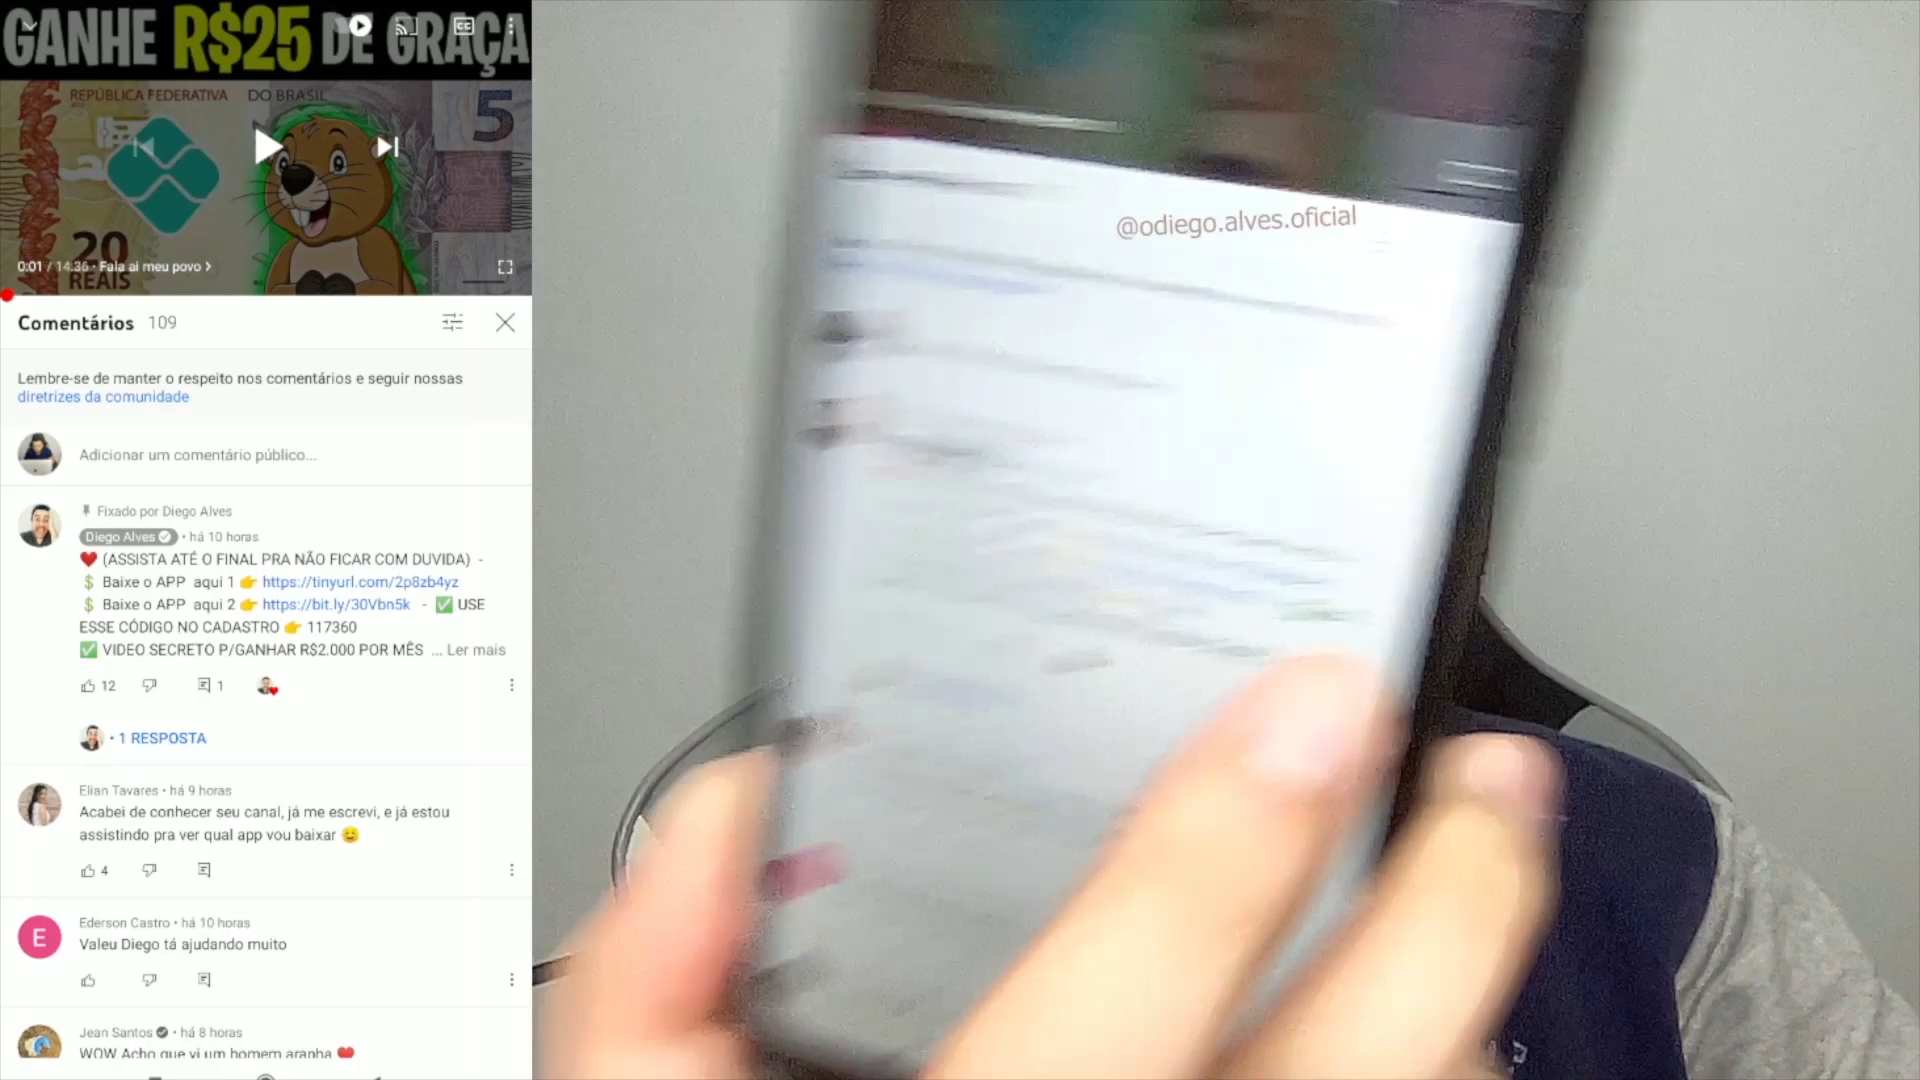 GANHE R$25 DE GRAÇA
REPÚBLICA FEDERATIVA DO BRASIL
5
20
REAIS
0:01 / 14:36 · Fala ai meu povo >
@odiego.alves.oficial
Comentários 109
Lembre-se de manter o respeito nos comentários e seguir nossas
diretrizes da comunidade
Adicionar um comentário público...
Fixado por Diego Alves
Diego Alves • há 10 horas
❤️ (ASSISTA ATÉ O FINAL PRA NÃO FICAR COM DUVIDA) -
💲 Baixe o APP aqui 1 👉 https://tinyurl.com/2p8zb4yz
💲 Baixe o APP aqui 2 👉 https://bit.ly/30Vbn5k - ✅ USE
ESSE CÓDIGO NO CADASTRO 👉 117360
✅ VIDEO SECRETO P/GANHAR R$2.000 POR MÊS ... Ler mais
12 1
• 1 RESPOSTA
Elian Tavares • há 9 horas
Acabei de conhecer seu canal, já me escrevi, e já estou
assistindo pra ver qual app vou baixar 😊
4
E
Ederson Castro • há 10 horas
Valeu Diego tá ajudando muito
Jean Santos • há 8 horas
WOW Acho que vi um homem aranha ❤️